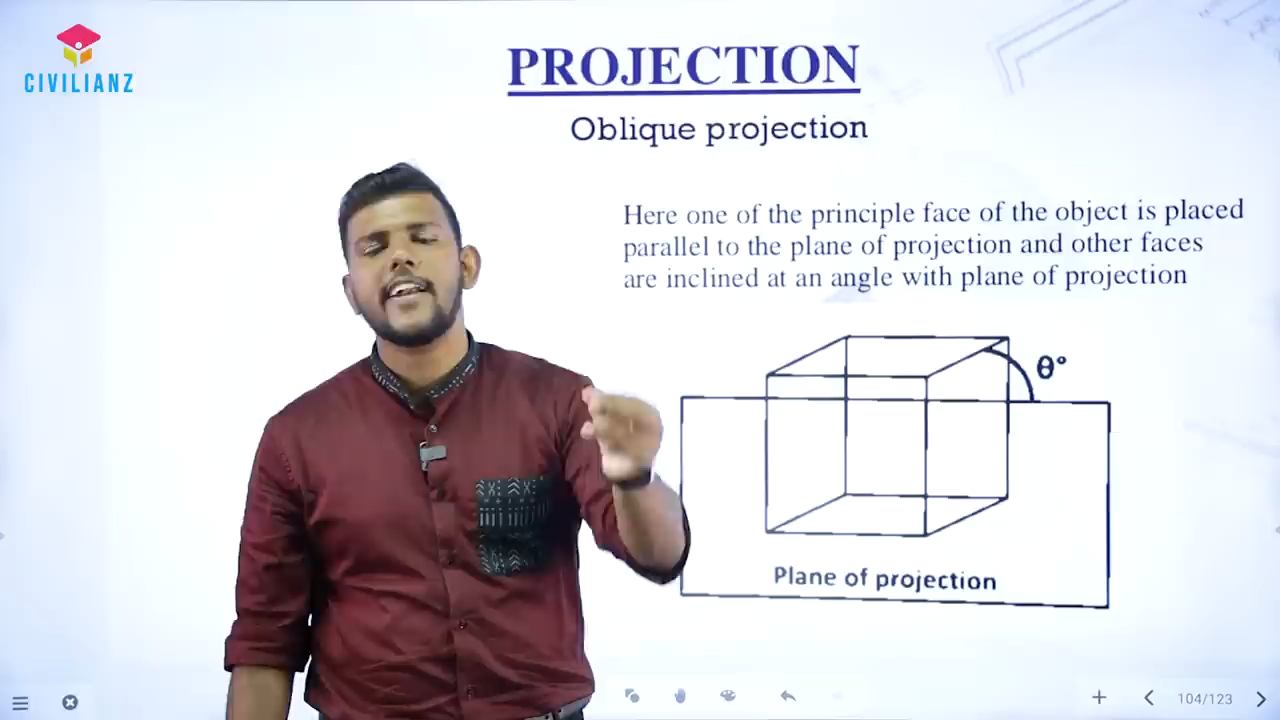 CIVILIANZ
PROJECTION
Oblique projection
Here one of the principle face of the object is placed
parallel to the plane of projection and other faces
are inclined at an angle with plane of projection
θ°
Plane of projection
104/123